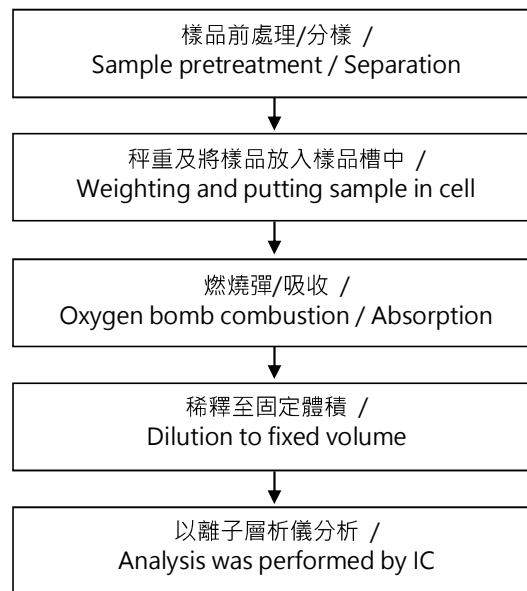 樣品前處理/分樣 /
Sample pretreatment / Separation
秤重及將樣品放入樣品槽中 /
Weighting and putting sample in cell
燃燒彈/吸收 /
Oxygen bomb combustion / Absorption
稀釋至固定體積 /
Dilution to fixed volume
以離子層析儀分析 /
Analysis was performed by IC